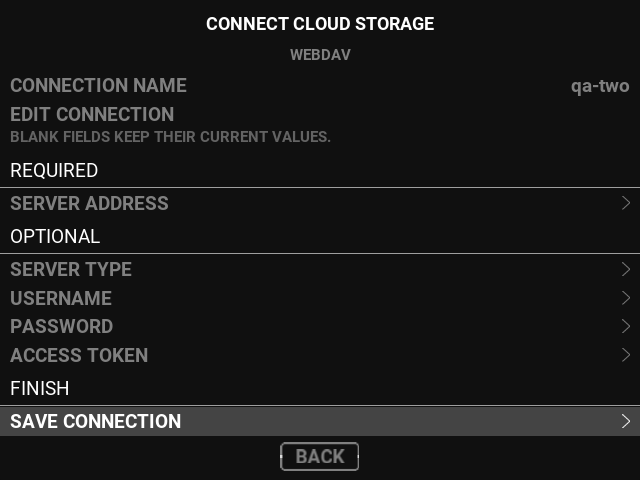 CONNECT CLOUD STORAGE
WEBDAV
CONNECTION NAME qa-two
EDIT CONNECTION
BLANK FIELDS KEEP THEIR CURRENT VALUES.
REQUIRED
SERVER ADDRESS
OPTIONAL
SERVER TYPE
USERNAME
PASSWORD
ACCESS TOKEN
FINISH
SAVE CONNECTION
BACK